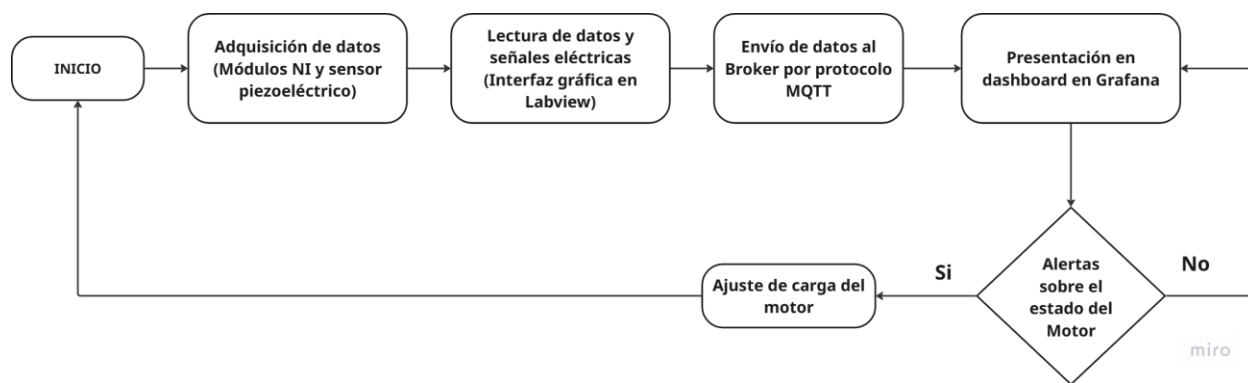 INICIO
Adquisición de datos
(Módulos NI y sensor
piezoeléctrico)
Lectura de datos y
señales eléctricas
(Interfaz gráfica en
Labview)
Envío de datos al
Broker por protocolo
MQTT
Presentación en
dashboard en Grafana
Alertas
sobre el
estado del
Motor
Si
No
Ajuste de carga del
motor
miro